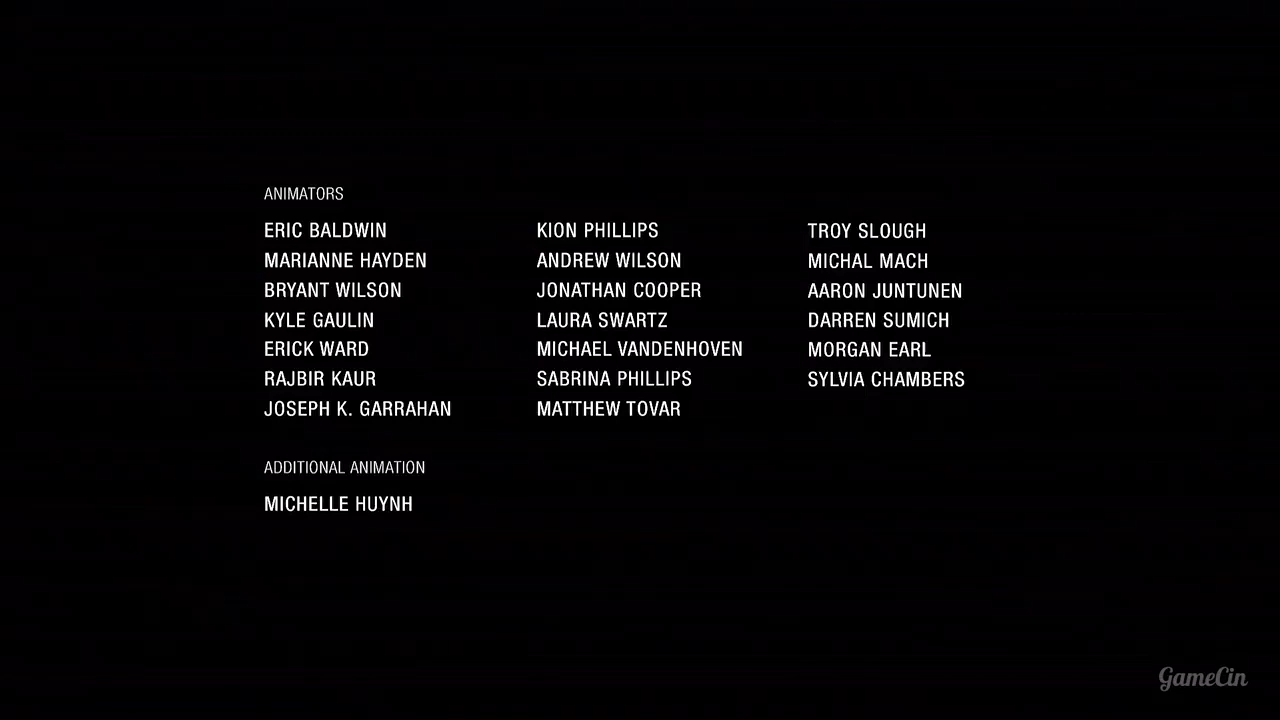 ANIMATORS
ERIC BALDWIN
MARIANNE HAYDEN
BRYANT WILSON
KYLE GAULIN
ERICK WARD
RAJBIR KAUR
JOSEPH K. GARRAHAN
KION PHILLIPS
ANDREW WILSON
JONATHAN COOPER
LAURA SWARTZ
MICHAEL VANDENHOVEN
SABRINA PHILLIPS
MATTHEW TOVAR
TROY SLOUGH
MICHAL MACH
AARON JUNTUNEN
DARREN SUMICH
MORGAN EARL
SYLVIA CHAMBERS
ADDITIONAL ANIMATION
MICHELLE HUYNH
GameCin